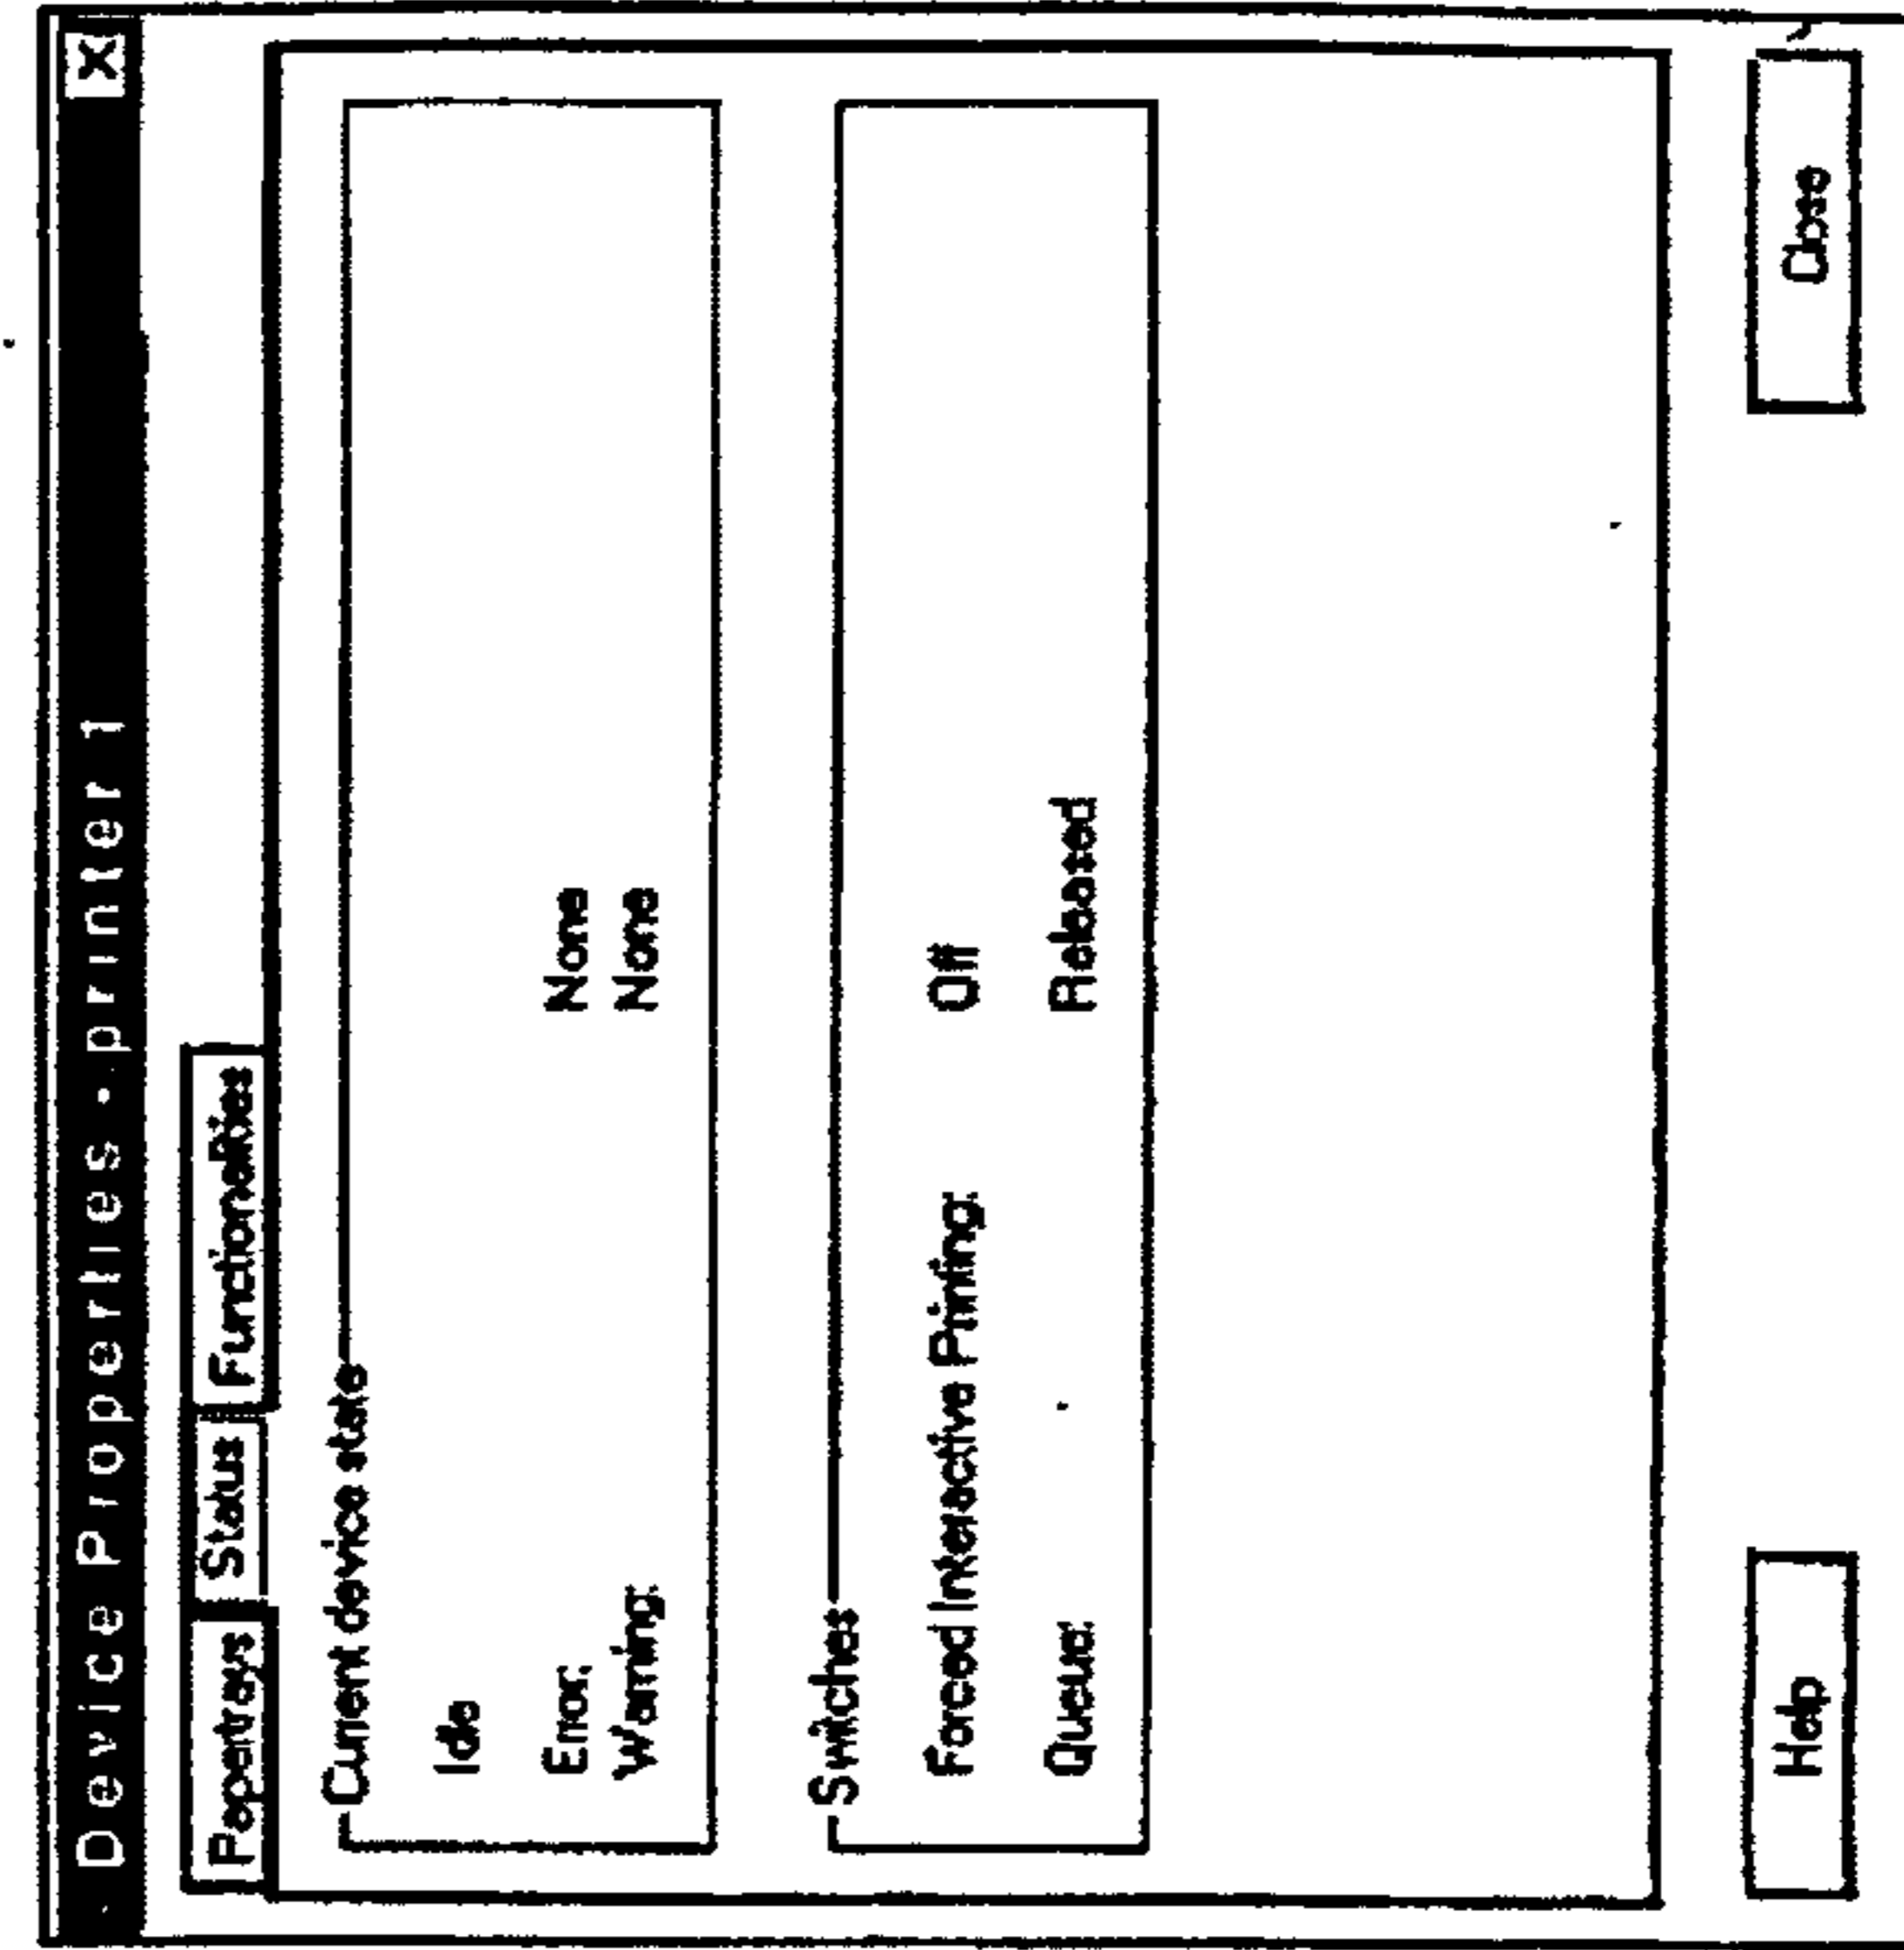 Device Properties - printer 1 X
Papertrays Status Functionalities
Current device state
Idle
Error: None
Warning: None
Switches
Forced Interactive Printing: Off
Queue: Released
Help Close